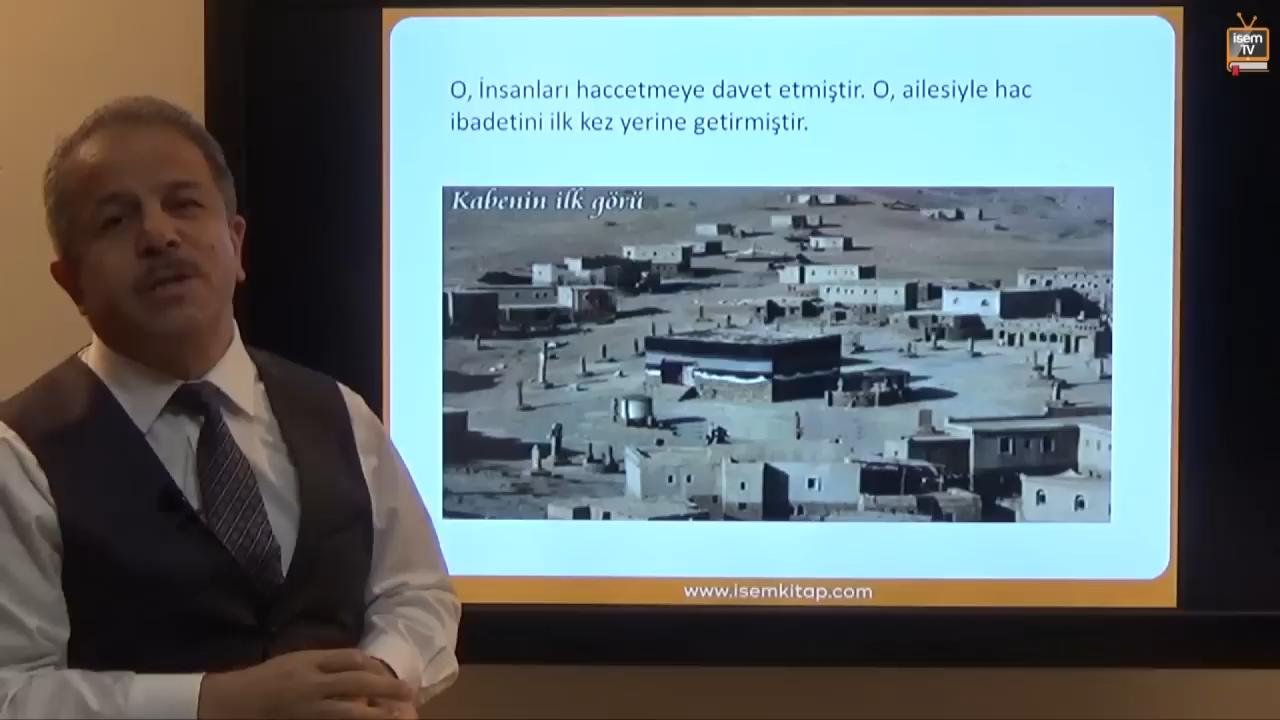 O, İnsanları haccetmeye davet etmiştir. O, ailesiyle hac
ibadetini ilk kez yerine getirmiştir.
Kabenin ilk görü
www.isemkitap.com
isem
TV